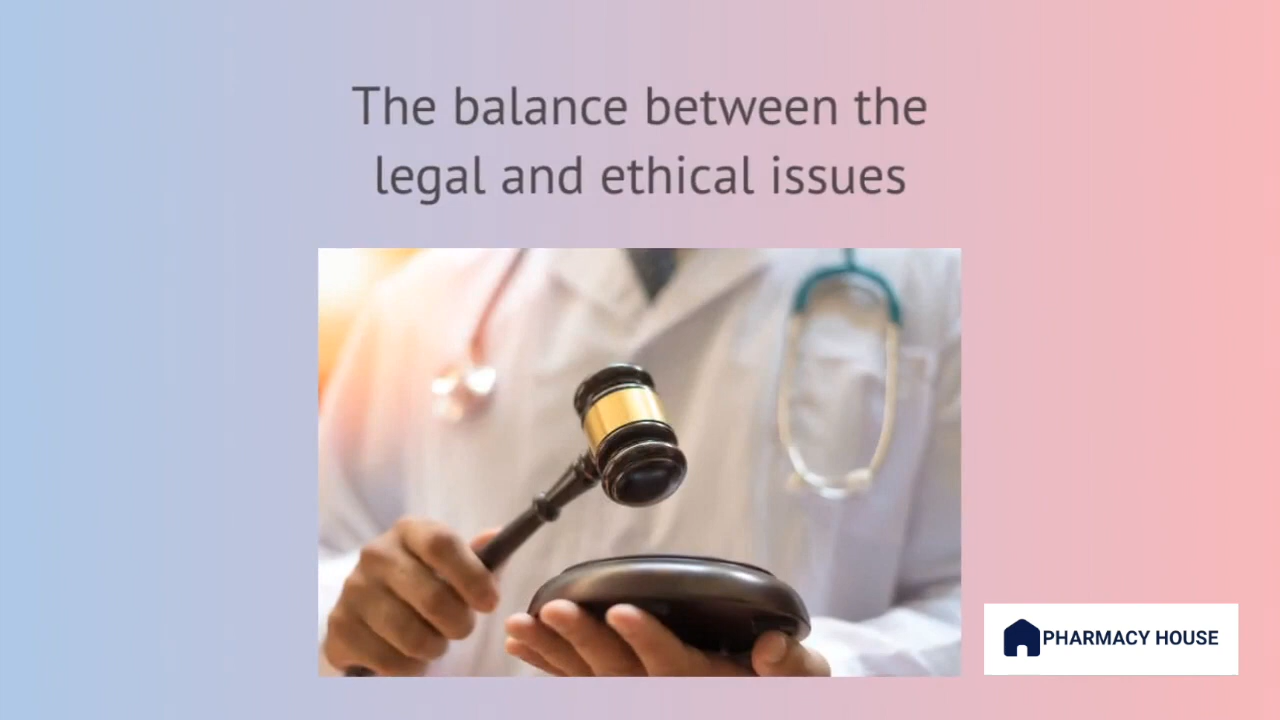 The balance between the
legal and ethical issues
PHARMACY HOUSE